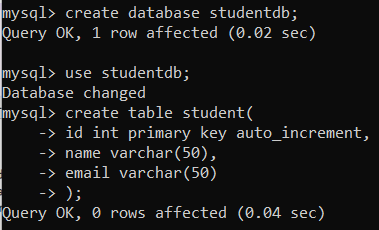 mysql> create database studentdb;
Query OK, 1 row affected (0.02 sec)
mysql> use studentdb;
Database changed
mysql> create table student(
    -> id int primary key auto_increment,
    -> name varchar(50),
    -> email varchar(50)
    -> );
Query OK, 0 rows affected (0.04 sec)